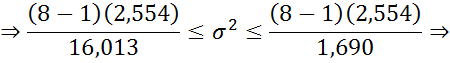 ⇒ (8 − 1)(2,554) / 16,013 ≤ σ² ≤ (8 − 1)(2,554) / 1,690 ⇒